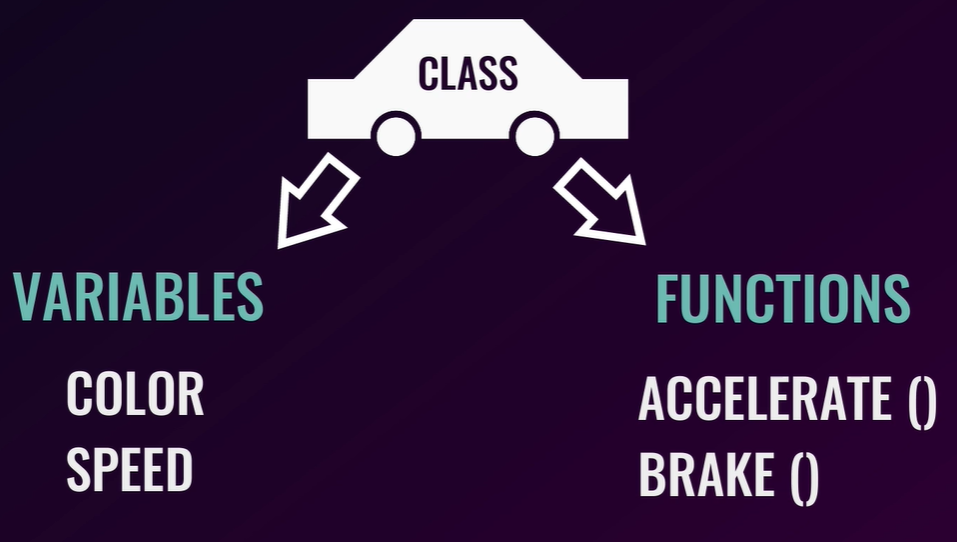 CLASS
VARIABLES
COLOR
SPEED
FUNCTIONS
ACCELERATE ()
BRAKE ()